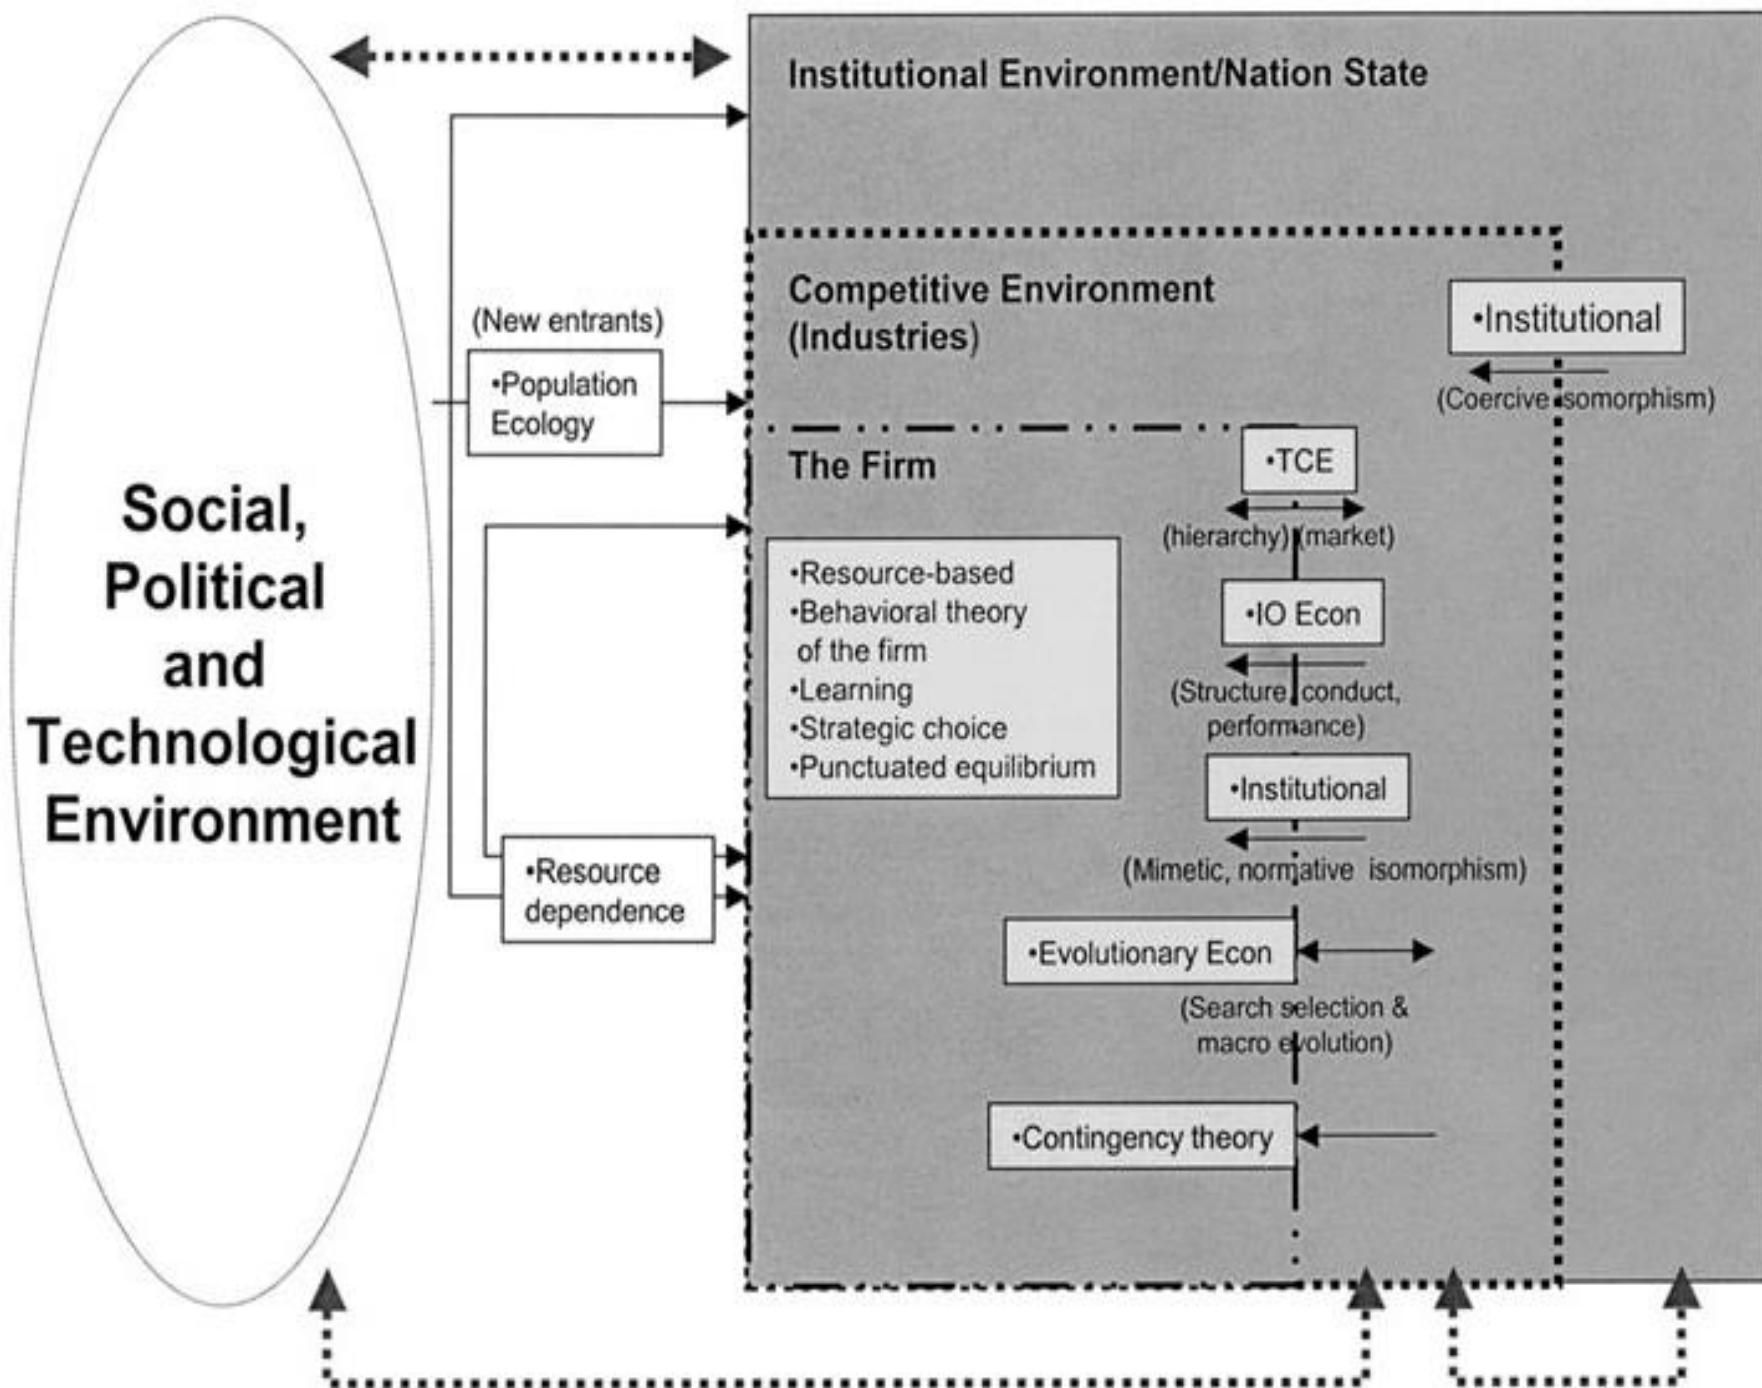 Social,
Political
and
Technological
Environment
(New entrants)
•Population
Ecology
•Resource
dependence
Institutional Environment/Nation State
Competitive Environment
(Industries)
•Institutional
(Coercive isomorphism)
The Firm
•Resource-based
•Behavioral theory
of the firm
•Learning
•Strategic choice
•Punctuated equilibrium
•TCE
(hierarchy) (market)
•IO Econ
(Structure, conduct,
performance)
•Institutional
(Mimetic, normative isomorphism)
•Evolutionary Econ
(Search selection &
macro evolution)
•Contingency theory